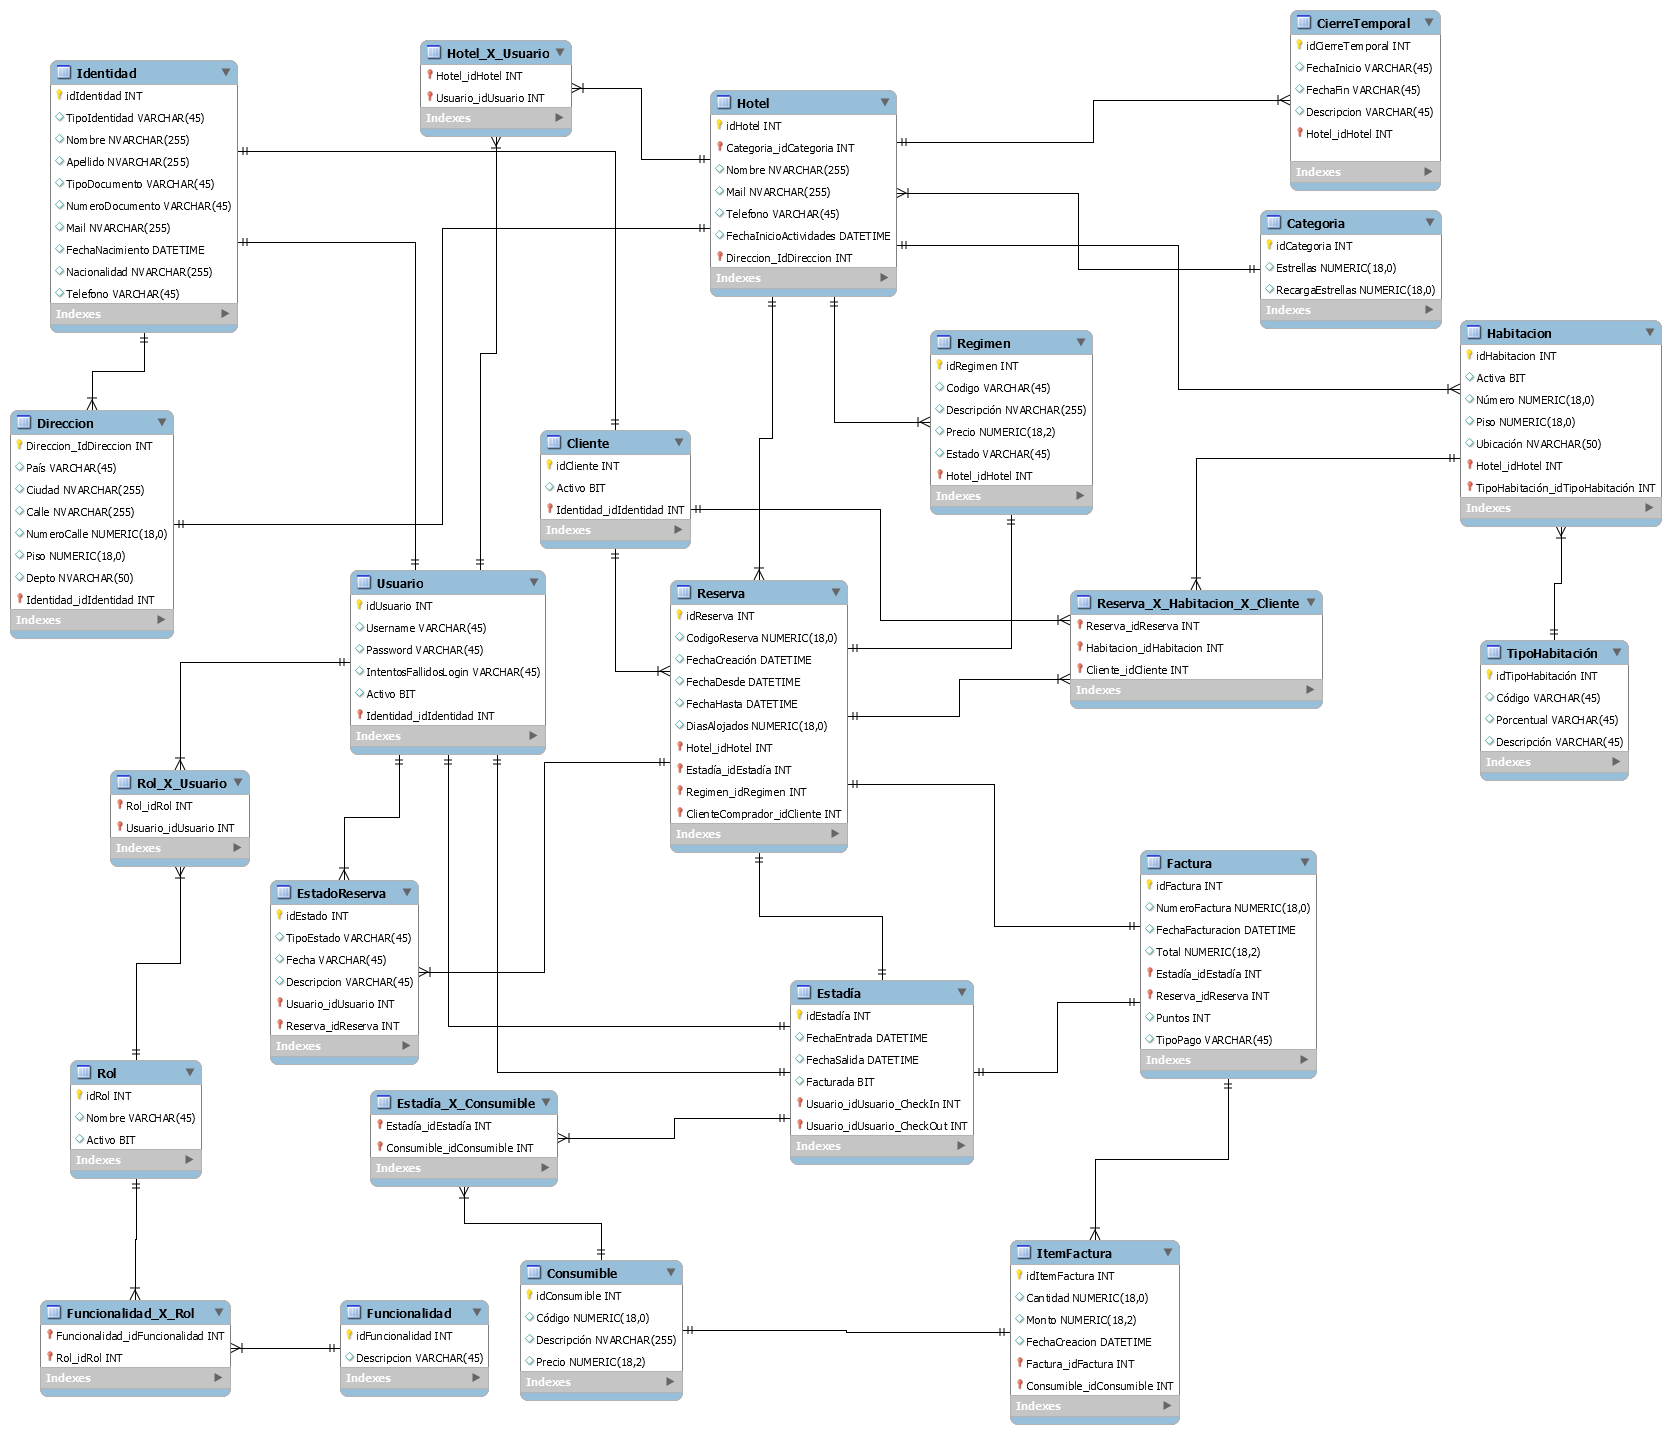 Identidad
idIdentidad INT
TipoIdentidad VARCHAR(45)
Nombre NVARCHAR(255)
Apellido NVARCHAR(255)
TipoDocumento VARCHAR(45)
NumeroDocumento VARCHAR(45)
Mail NVARCHAR(255)
FechaNacimiento DATETIME
Nacionalidad NVARCHAR(255)
Telefono VARCHAR(45)
Indexes
Hotel_X_Usuario
Hotel_idHotel INT
Usuario_idUsuario INT
Indexes
Hotel
idHotel INT
Categoria_idCategoria INT
Nombre NVARCHAR(255)
Mail NVARCHAR(255)
Telefono VARCHAR(45)
FechaInicioActividades DATETIME
Direccion_IdDireccion INT
Indexes
CierreTemporal
idCierreTemporal INT
FechaInicio VARCHAR(45)
FechaFin VARCHAR(45)
Descripcion VARCHAR(45)
Hotel_idHotel INT
Indexes
Categoria
idCategoria INT
Estrellas NUMERIC(18,0)
RecargaEstrellas NUMERIC(18,0)
Indexes
Regimen
idRegimen INT
Codigo VARCHAR(45)
Descripción NVARCHAR(255)
Precio NUMERIC(18,2)
Estado VARCHAR(45)
Hotel_idHotel INT
Indexes
Habitacion
idHabitacion INT
Activa BIT
Número NUMERIC(18,0)
Piso NUMERIC(18,0)
Ubicación NVARCHAR(50)
Hotel_idHotel INT
TipoHabitación_idTipoHabitación INT
Indexes
Direccion
Direccion_IdDireccion INT
País VARCHAR(45)
Ciudad NVARCHAR(255)
Calle NVARCHAR(255)
NumeroCalle NUMERIC(18,0)
Piso NUMERIC(18,0)
Depto NVARCHAR(50)
Identidad_idIdentidad INT
Indexes
Cliente
idCliente INT
Activo BIT
Identidad_idIdentidad INT
Indexes
Usuario
idUsuario INT
Username VARCHAR(45)
Password VARCHAR(45)
IntentosFallidosLogin VARCHAR(45)
Activo BIT
Identidad_idIdentidad INT
Indexes
Reserva
idReserva INT
CodigoReserva NUMERIC(18,0)
FechaCreación DATETIME
FechaDesde DATETIME
FechaHasta DATETIME
DiasAlojados NUMERIC(18,0)
Hotel_idHotel INT
Estadía_idEstadía INT
Regimen_idRegimen INT
ClienteComprador_idCliente INT
Indexes
Reserva_X_Habitacion_X_Cliente
Reserva_idReserva INT
Habitacion_idHabitacion INT
Cliente_idCliente INT
Indexes
TipoHabitación
idTipoHabitación INT
Código VARCHAR(45)
Porcentual VARCHAR(45)
Descripción VARCHAR(45)
Indexes
Rol_X_Usuario
Rol_idRol INT
Usuario_idUsuario INT
Indexes
EstadoReserva
idEstado INT
TipoEstado VARCHAR(45)
Fecha VARCHAR(45)
Descripcion VARCHAR(45)
Usuario_idUsuario INT
Reserva_idReserva INT
Indexes
Factura
idFactura INT
NumeroFactura NUMERIC(18,0)
FechaFacturacion DATETIME
Total NUMERIC(18,2)
Estadía_idEstadía INT
Reserva_idReserva INT
Puntos INT
TipoPago VARCHAR(45)
Indexes
Estadía
idEstadía INT
FechaEntrada DATETIME
FechaSalida DATETIME
Facturada BIT
Usuario_idUsuario_CheckIn INT
Usuario_idUsuario_CheckOut INT
Indexes
Rol
idRol INT
Nombre VARCHAR(45)
Activo BIT
Indexes
Estadía_X_Consumible
Estadía_idEstadía INT
Consumible_idConsumible INT
Indexes
Consumible
idConsumible INT
Código NUMERIC(18,0)
Descripción NVARCHAR(255)
Precio NUMERIC(18,2)
Indexes
ItemFactura
idItemFactura INT
Cantidad NUMERIC(18,0)
Monto NUMERIC(18,2)
FechaCreacion DATETIME
Factura_idFactura INT
Consumible_idConsumible INT
Indexes
Funcionalidad_X_Rol
Funcionalidad_idFuncionalidad INT
Rol_idRol INT
Indexes
Funcionalidad
idFuncionalidad INT
Descripcion VARCHAR(45)
Indexes